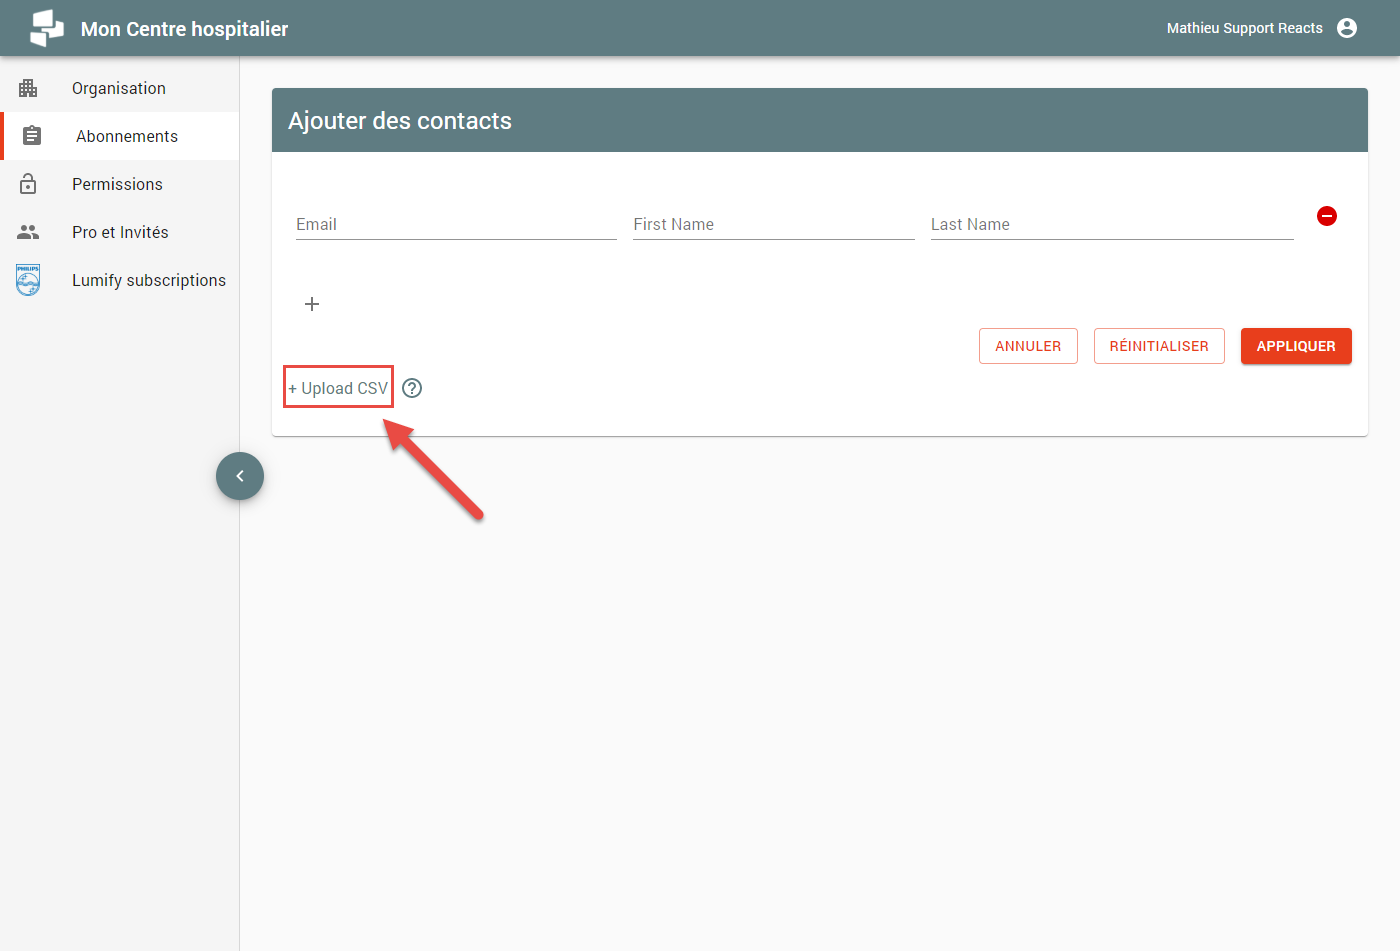 Mon Centre hospitalier
Mathieu Support Reacts
Organisation
Abonnements
Permissions
Pro et Invités
PHILIPS
Lumify subscriptions
Ajouter des contacts
Email
First Name
Last Name
+
ANNULER
RÉINITIALISER
APPLIQUER
+ Upload CSV
?